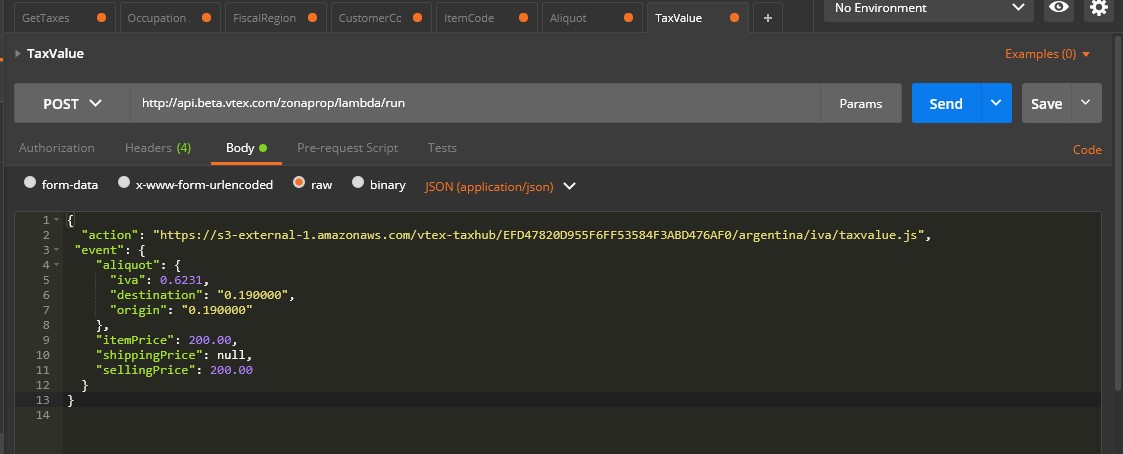 GetTaxes Occupation. FiscalRegion CustomerCc ItemCode Aliquot TaxValue + No Environment
TaxValue Examples (0)
POST http://api.beta.vtex.com/zonaprop/lambda/run Params Send Save
Authorization Headers (4) Body Pre-request Script Tests Code
form-data x-www-form-urlencoded raw binary JSON (application/json)
1 {
2 "action": "https://s3-external-1.amazonaws.com/vtex-taxhub/EFD47820D955F6FF53584F3ABD476AF0/argentina/iva/taxvalue.js",
3 "event": {
4 "aliquot": {
5 "iva": 0.6231,
6 "destination": "0.190000",
7 "origin": "0.190000"
8 },
9 "itemPrice": 200.00,
10 "shippingPrice": null,
11 "sellingPrice": 200.00
12 }
13 }
14